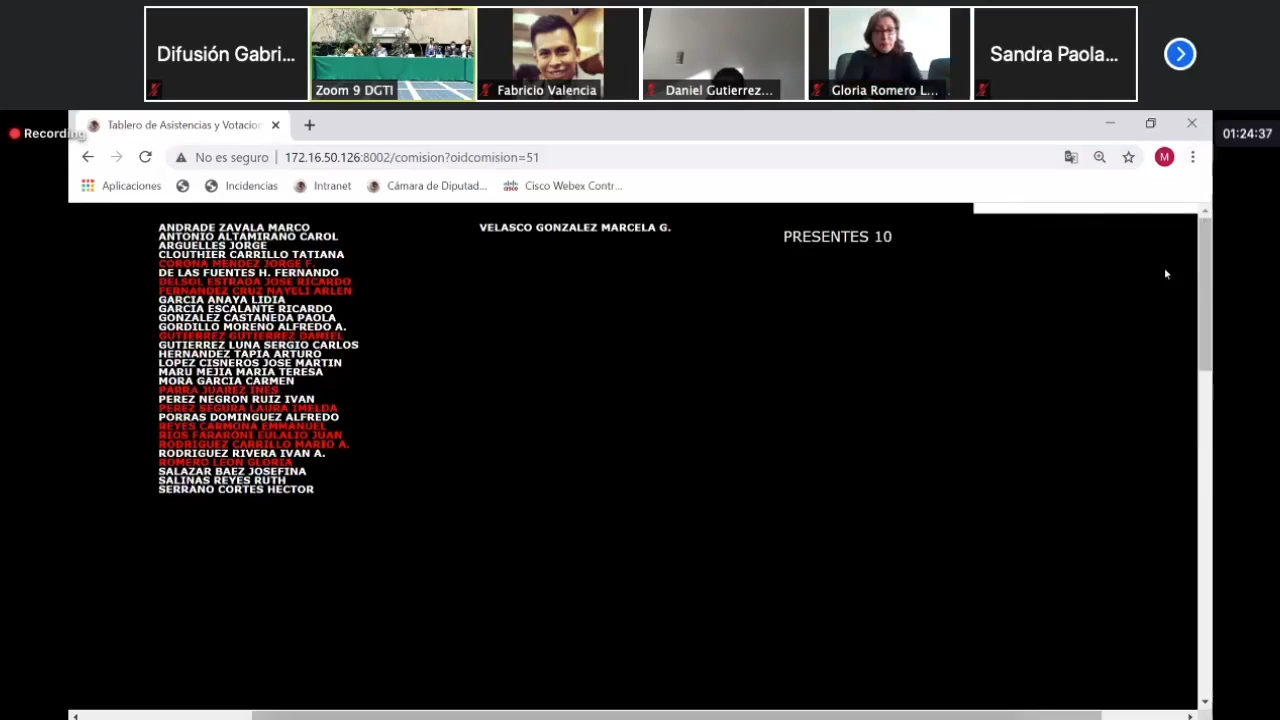 Difusión Gabri...
Zoom 9 DGTI
Fabricio Valencia
Daniel Gutierrez...
Gloria Romero L...
Sandra Paola...
Recording
01:24:37
Tablero de Asistencias y Votacion
No es seguro
172.16.50.126:8002/comision?oidcomision=51
M
Aplicaciones
Incidencias
Intranet
Cámara de Diputad...
Cisco Webex Contr...
ANDRADE ZAVALA MARCO
ANTONIO ALTAMIRANO CAROL
ARGUELLES JORGE
CLOUTHIER CARRILLO TATIANA
CORONA MENDEZ JORGE F.
DE LAS FUENTES H. FERNANDO
DELSOL ESTRADA JOSE RICARDO
FERNANDEZ CRUZ NAYELI ARLEN
GARCIA ANAYA LIDIA
GARCIA ESCALANTE RICARDO
GONZALEZ CASTAÑEDA PAOLA
GORDILLO MORENO ALFREDO A.
GUTIERREZ GUTIERREZ DANIEL
GUTIERREZ LUNA SERGIO CARLOS
HERNANDEZ TAPIA ARTURO
LOPEZ CISNEROS JOSE MARTIN
MARU MEJIA MARIA TERESA
MORA GARCIA CARMEN
PARRA JUAREZ INES
PEREZ NEGRON RUIZ IVAN
PEREZ SEGURA LAURA IMELDA
PORRAS DOMINGUEZ ALFREDO
REYES CARMONA EMMANUEL
RIOS FARARONI EULALIO JUAN
RODRIGUEZ CARRILLO MARIO A.
RODRIGUEZ RIVERA IVAN A.
ROMERO LEON GLORIA
SALAZAR BAEZ JOSEFINA
SALINAS REYES RUTH
SERRANO CORTES HECTOR
VELASCO GONZALEZ MARCELA G.
PRESENTES 10